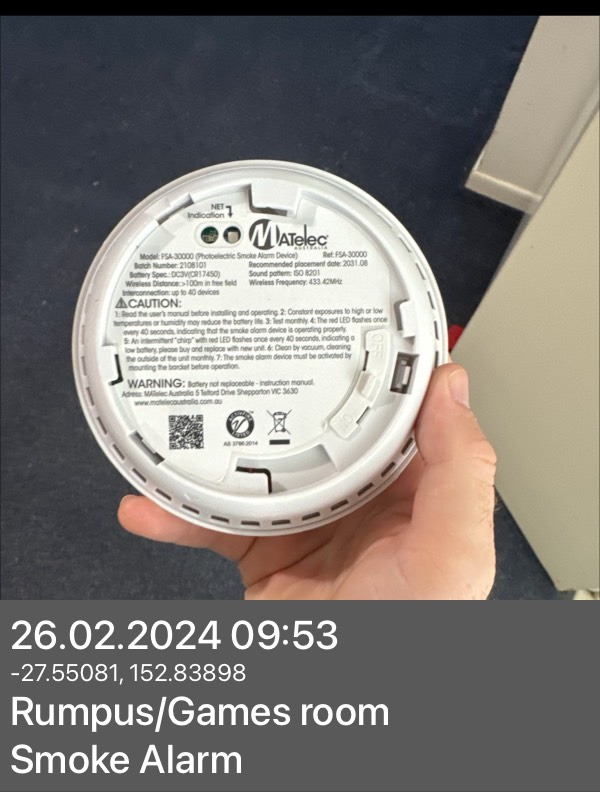 NET
Indication
MATelec
AUSTRALIA
Model: FSA-30000 (Photoelectric Smoke Alarm Device) Ref: FSA-30000
Batch Number: 2108101 Recommended placement date: 2031.08
Battery Spec.: DC3V(CR17450) Sound pattern: ISO 8201
Wireless Distance: >100m in free field Wireless Frequency: 433.42MHz
Interconnection: up to 40 devices
CAUTION:
1: Read the user's manual before installing and operating. 2: Constant exposures to high or low
temperatures or humidity may reduce the battery life. 3: Test monthly. 4: The red LED flashes once
every 40 seconds, indicating that the smoke alarm device is operating properly.
5: An intermittent "chirp" with red LED flashes once every 40 seconds, indicating a
low battery, please buy and replace with new unit. 6: Clean by vacuum, cleaning
the outside of the unit monthly. 7: The smoke alarm device must be activated by
mounting the bracket before operation.
WARNING: Battery not replaceable - instruction manual.
Adress: MATelec Australia 5 Telford Drive Shepparton VIC 3630
www.matelecaustralia.com.au
AS 3786:2014
26.02.2024 09:53
-27.55081, 152.83898
Rumpus/Games room
Smoke Alarm